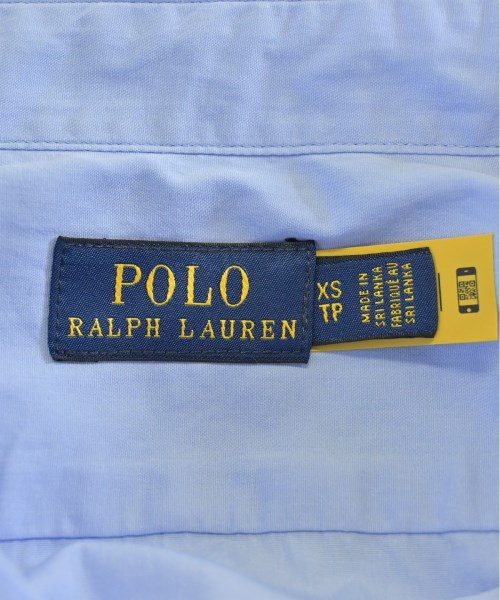 POLO
RALPH LAUREN
XS
TP
MADE IN
SRI LANKA
FABRIQUÉ AU
SRI LANKA